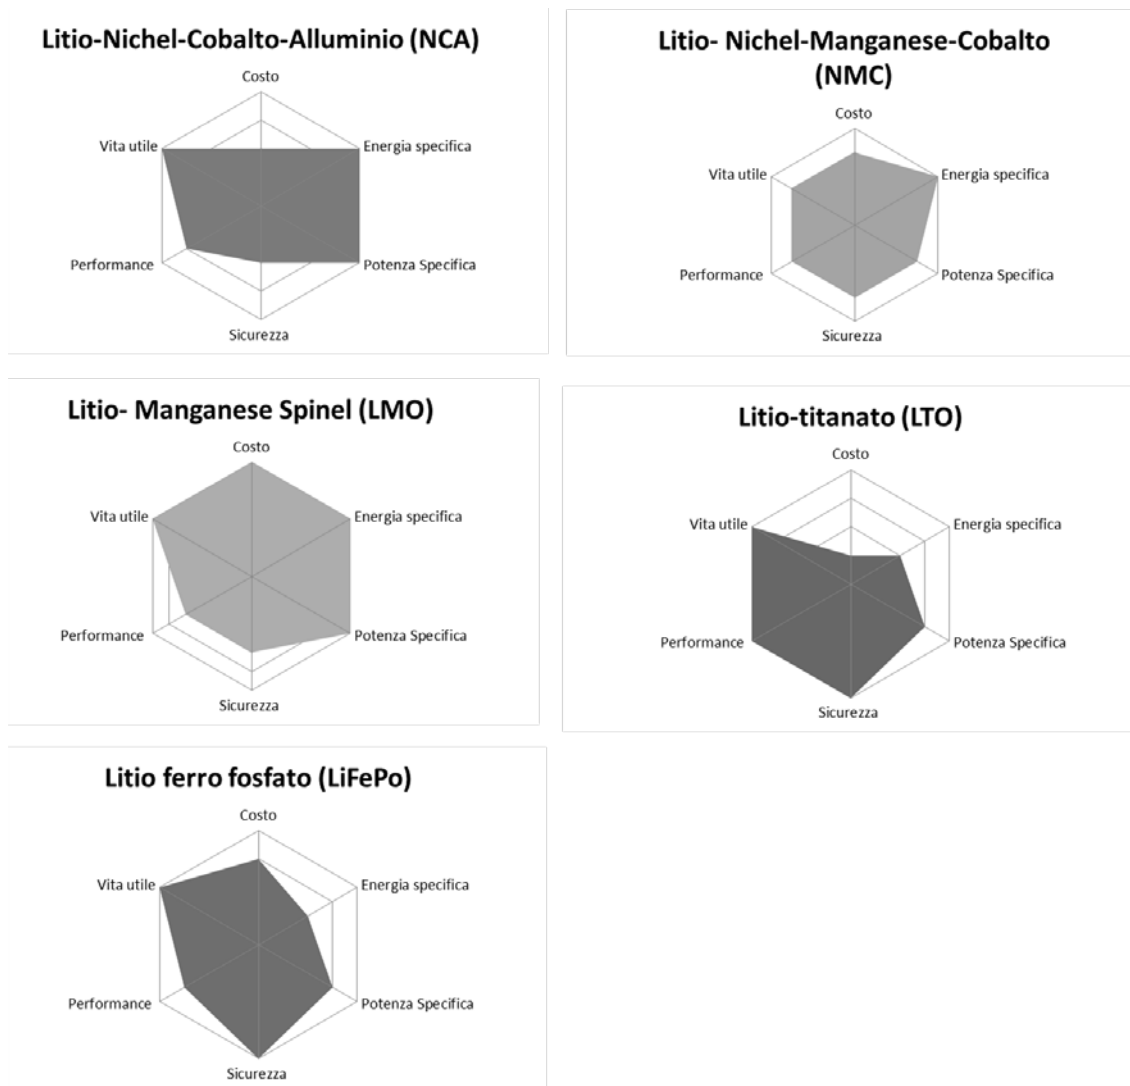 Litio-Nichel-Cobalto-Alluminio (NCA)
Costo
Vita utile
Energia specifica
Performance
Potenza Specifica
Sicurezza
Litio- Nichel-Manganese-Cobalto
(NMC)
Costo
Vita utile
Energia specifica
Performance
Potenza Specifica
Sicurezza
Litio- Manganese Spinel (LMO)
Costo
Vita utile
Energia specifica
Performance
Potenza Specifica
Sicurezza
Litio-titanato (LTO)
Costo
Vita utile
Energia specifica
Performance
Potenza Specifica
Sicurezza
Litio ferro fosfato (LiFePo)
Costo
Vita utile
Energia specifica
Performance
Potenza Specifica
Sicurezza